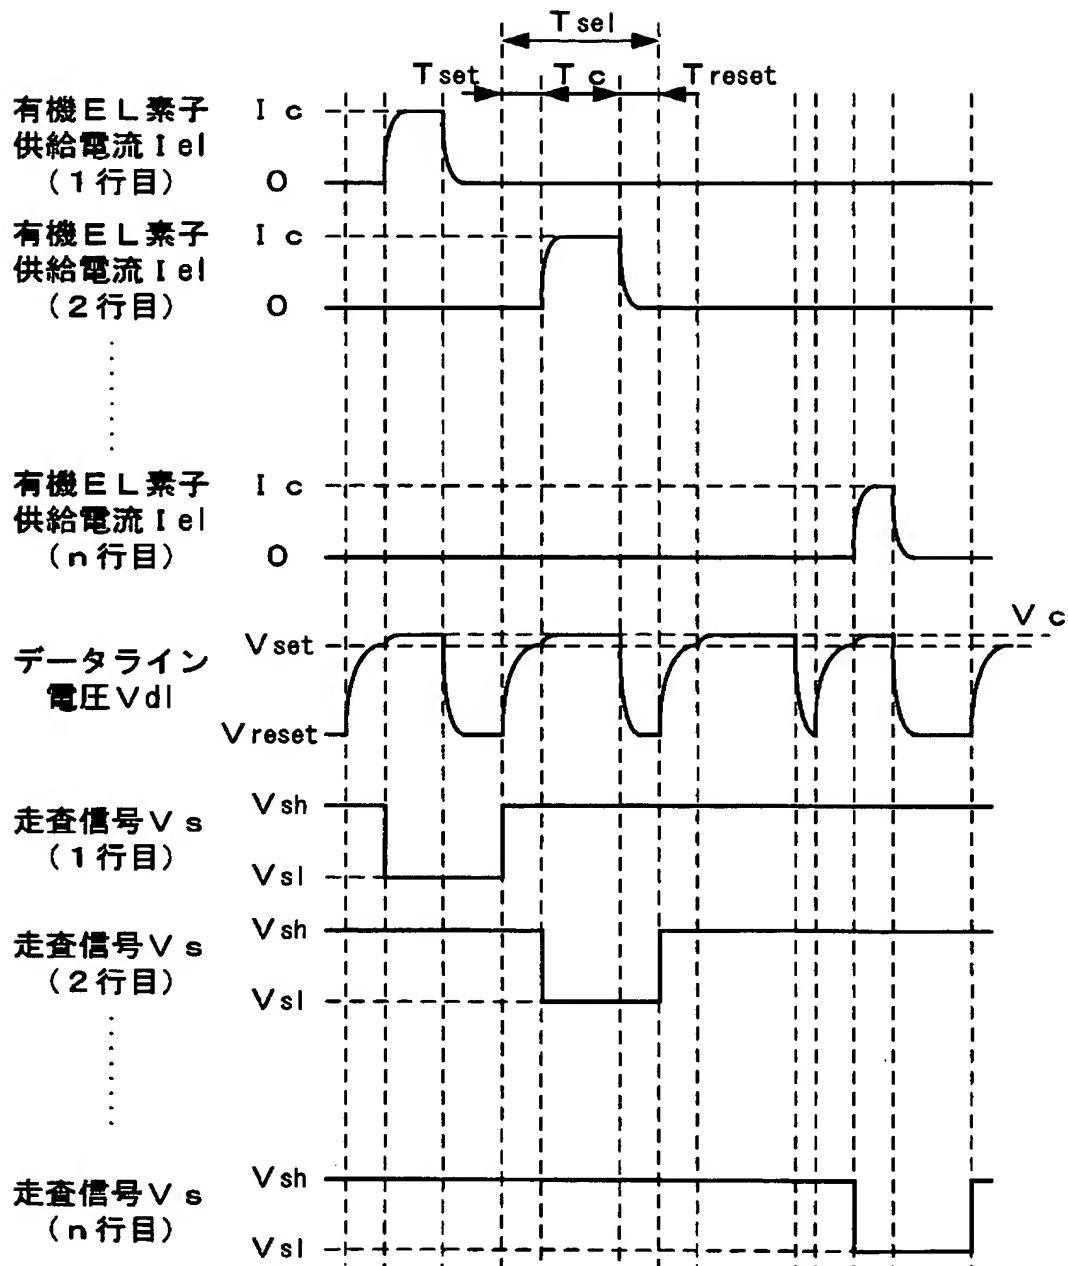 Tsel
Tset Tc Treset
有機EL素子
供給電流Iel
(1行目)
Ic
0
有機EL素子
供給電流Iel
(2行目)
Ic
0
有機EL素子
供給電流Iel
(n行目)
Ic
0
データライン
電圧Vdl
Vset
Vreset
Vc
走査信号Vs
(1行目)
Vsh
Vsl
走査信号Vs
(2行目)
Vsh
Vsl
走査信号Vs
(n行目)
Vsh
Vsl